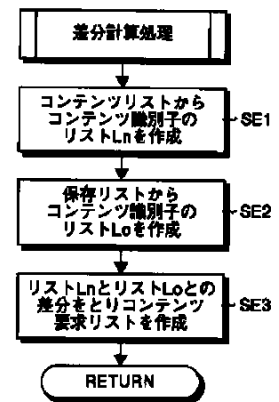 差分計算処理
コンテンツリストから
コンテンツ識別子の
リストLnを作成
SE1
保存リストから
コンテンツ識別子の
リストLoを作成
SE2
リストLnとリストLoとの
差分をとりコンテンツ
要求リストを作成
SE3
RETURN